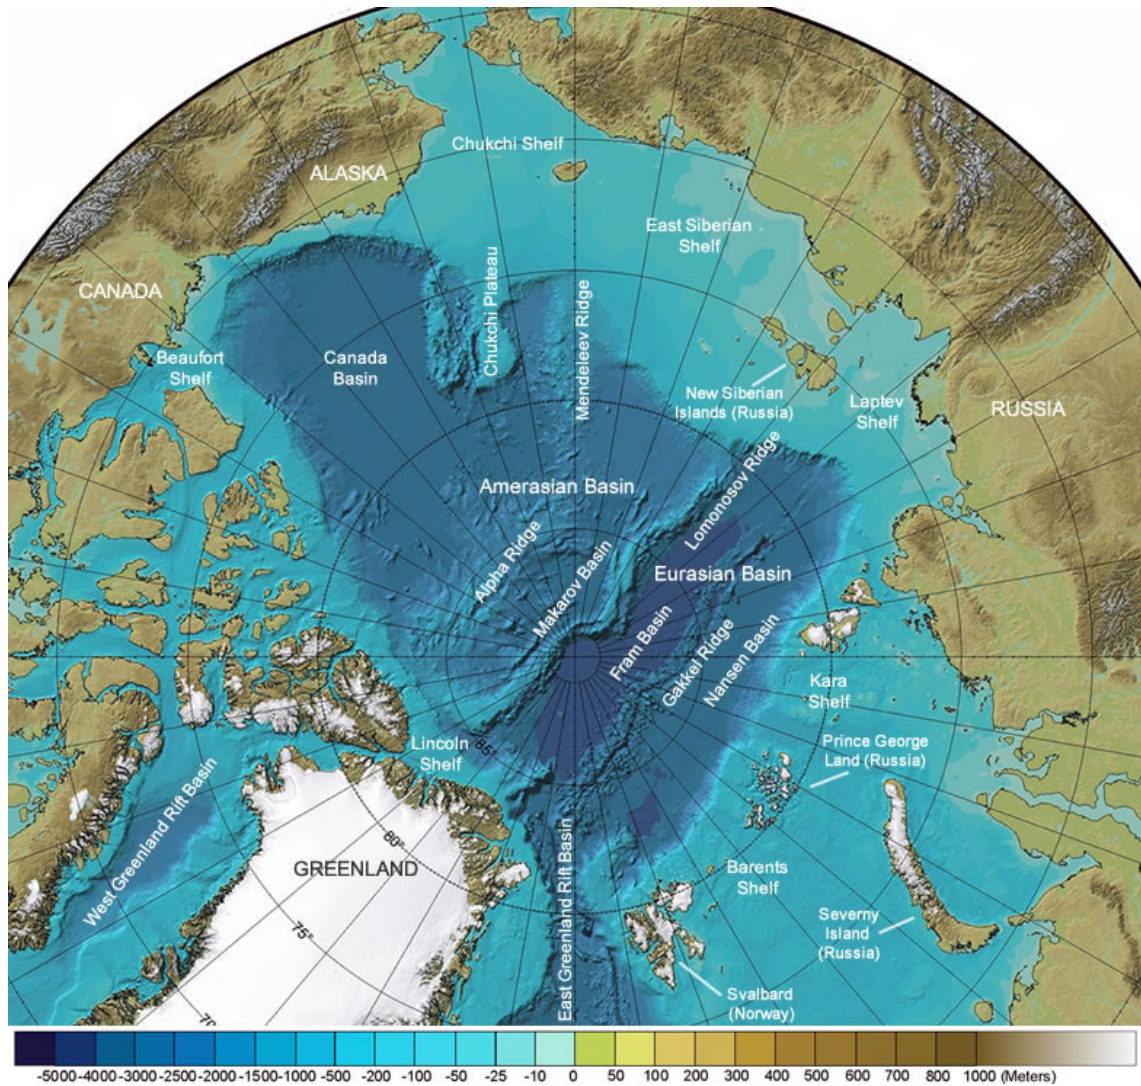 Chukchi Shelf
ALASKA
East Siberian
Shelf
CANADA
Chukchi Plateau
Mendeleev Ridge
Beaufort
Shelf
Canada
Basin
New Siberian
Islands (Russia)
Laptev
Shelf
RUSSIA
Lomonosov Ridge
Amerasian Basin
Alpha Ridge
Makarov Basin
Eurasian Basin
Fram Basin
Gakkel Ridge
Nansen Basin
Kara
Shelf
Lincoln
Shelf
85°
Prince George
Land (Russia)
West Greenland Rift Basin
80°
GREENLAND
East Greenland Rift Basin
Barents
Shelf
75°
Severny
Island
(Russia)
Svalbard
(Norway)
70
-5000 -4000 -3000 -2500 -2000 -1500 -1000 -500 -200 -100 -50 -25 -10 0 50 100 200 300 400 500 600 700 800 1000 (Meters)